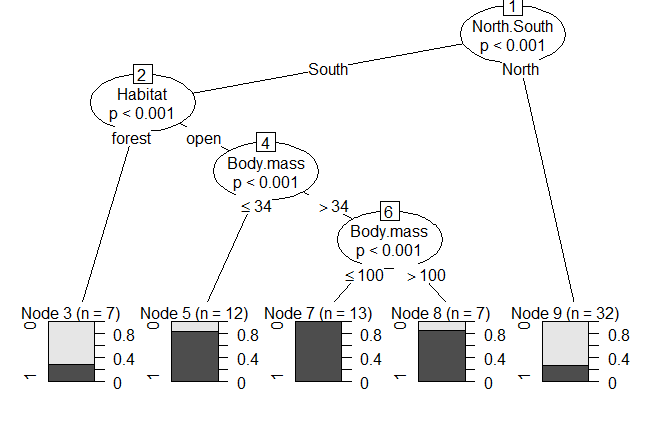 1
North.South
p < 0.001
South
North
2
Habitat
p < 0.001
forest
open
4
Body.mass
p < 0.001
≤ 34
> 34
6
Body.mass
p < 0.001
≤ 100
> 100
Node 3 (n = 7)
0
1
0.8
0.4
0
Node 5 (n = 12)
0
1
0.8
0.4
0
Node 7 (n = 13)
0
1
0.8
0.4
0
Node 8 (n = 7)
0
1
0.8
0.4
0
Node 9 (n = 32)
0
1
0.8
0.4
0